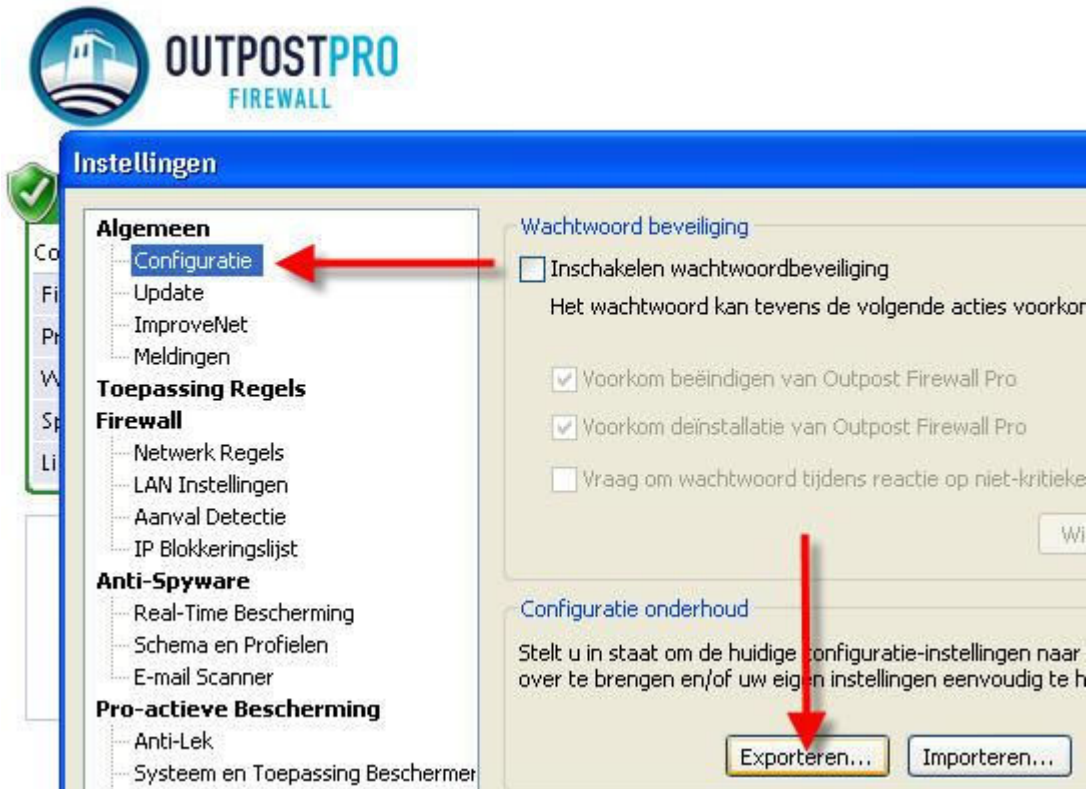 OUTPOSTPRO
FIREWALL
Instellingen
Algemeen
Configuratie
Update
ImproveNet
Meldingen
Toepassing Regels
Firewall
Netwerk Regels
LAN Instellingen
Aanval Detectie
IP Blokkeringslijst
Anti-Spyware
Real-Time Bescherming
Schema en Profielen
E-mail Scanner
Pro-actieve Bescherming
Anti-Lek
Systeem en Toepassing Beschermer
Wachtwoord beveiliging
Inschakelen wachtwoordbeveiliging
Het wachtwoord kan tevens de volgende acties
Voorkom beëindigen van Outpost Firewall Pro
Voorkom deïnstallatie van Outpost Firewall Pro
Vraag om wachtwoord tijdens reactie op niet-kritieke
Configuratie onderhoud
Stelt u in staat om de huidige configuratie-instellingen naar
over te brengen en/of uw eigen instellingen eenvoudig te
Exporteren...
Importeren...